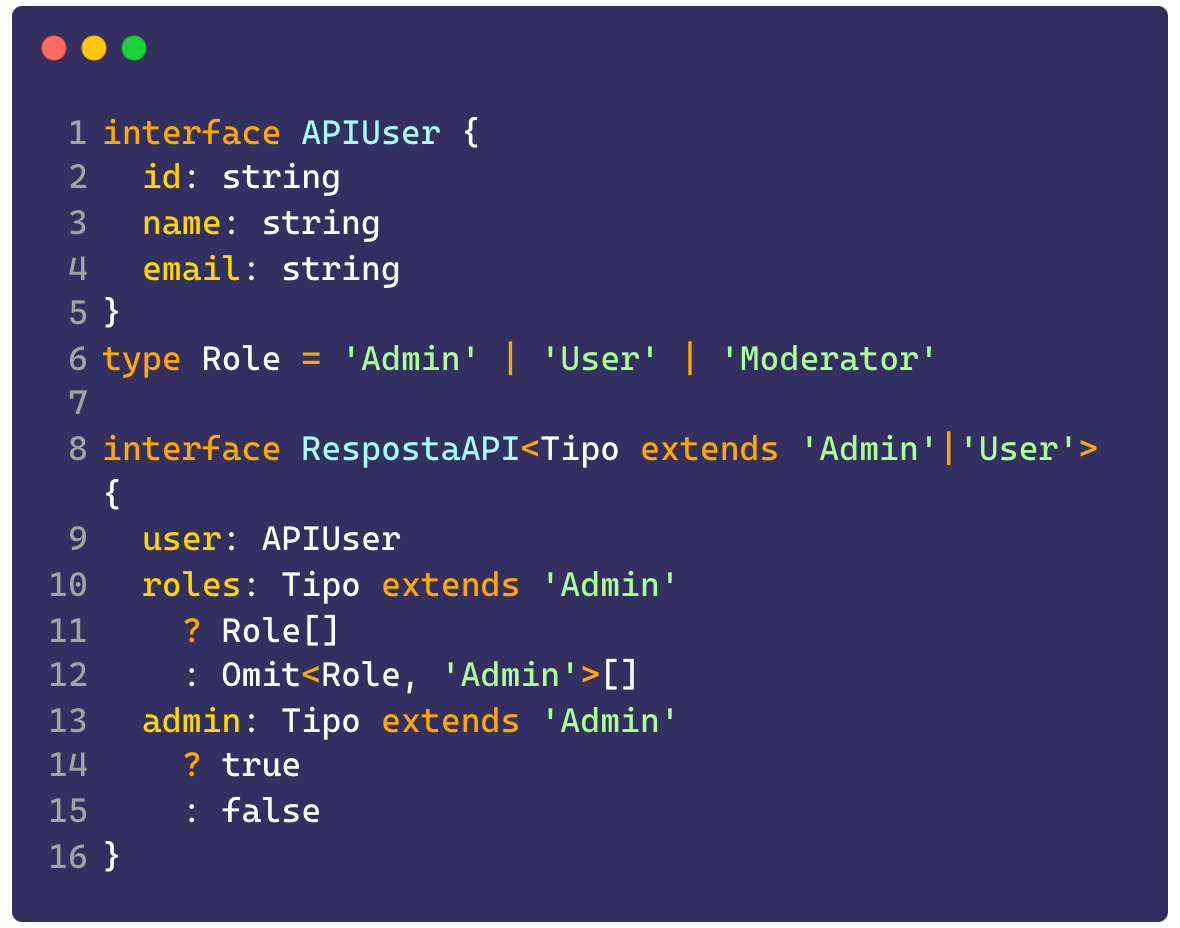 1 interface APIUser {
2   id: string
3   name: string
4   email: string
5 }
6 type Role = 'Admin' | 'User' | 'Moderator'
7
8 interface RespostaAPI<Tipo extends 'Admin'|'User'>
{
9   user: APIUser
10   roles: Tipo extends 'Admin'
11     ? Role[]
12     : Omit<Role, 'Admin'>[]
13   admin: Tipo extends 'Admin'
14     ? true
15     : false
16 }